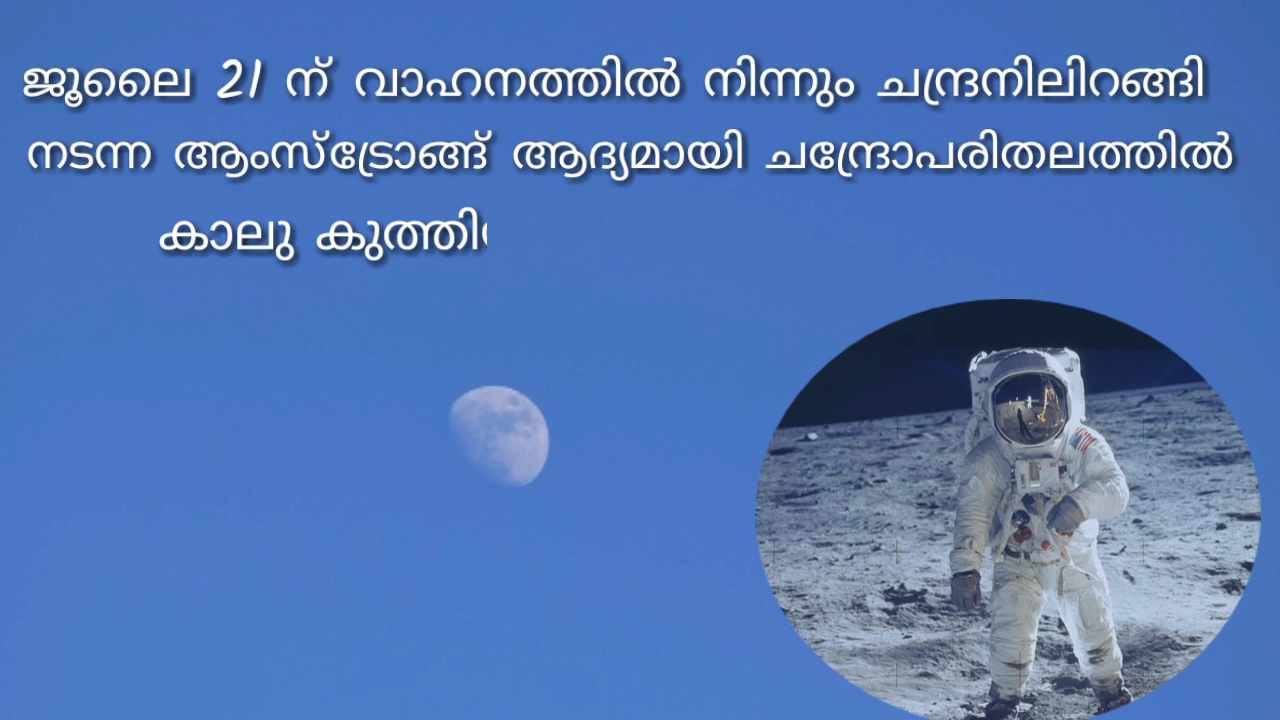 ജൂലൈ 21 ന് വാഹനത്തിൽ നിന്നും ചന്ദ്രനിലിറങ്ങി
നടന്ന ആംസ്ട്രോങ്ങ് ആദ്യമായി ചന്ദ്രോപരിതലത്തിൽ
കാലു